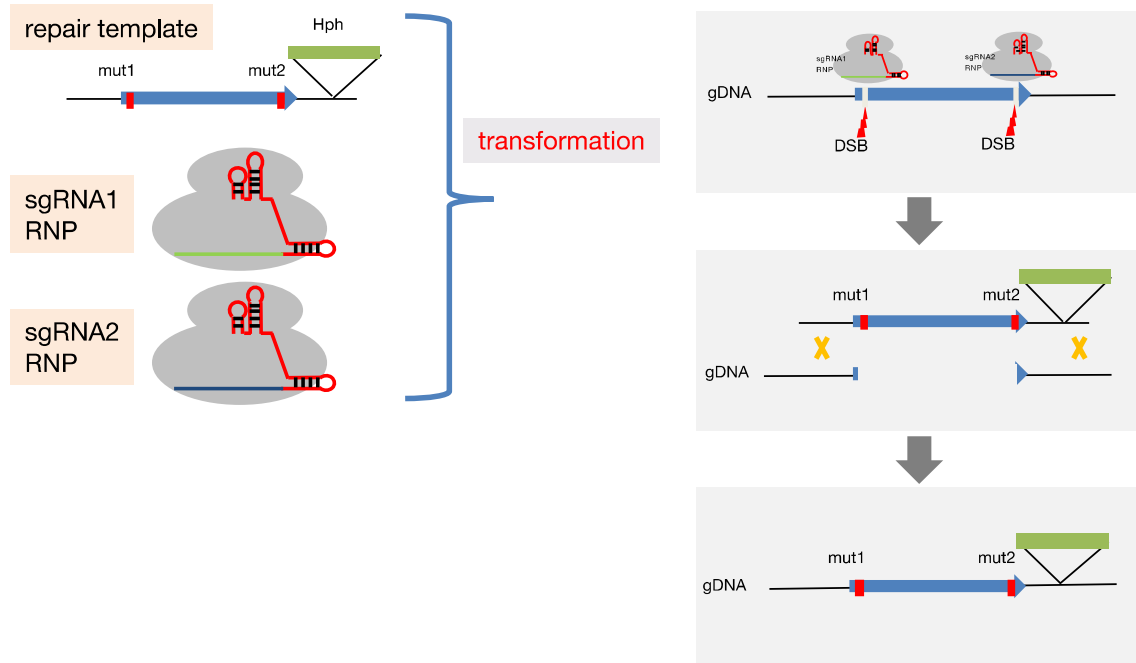 repair template
Hph
mut1
mut2
transformation
sgRNA1
RNP
sgRNA2
RNP
sgRNA1
RNP
sgRNA2
RNP
gDNA
DSB
DSB
mut1
mut2
gDNA
mut1
mut2
gDNA